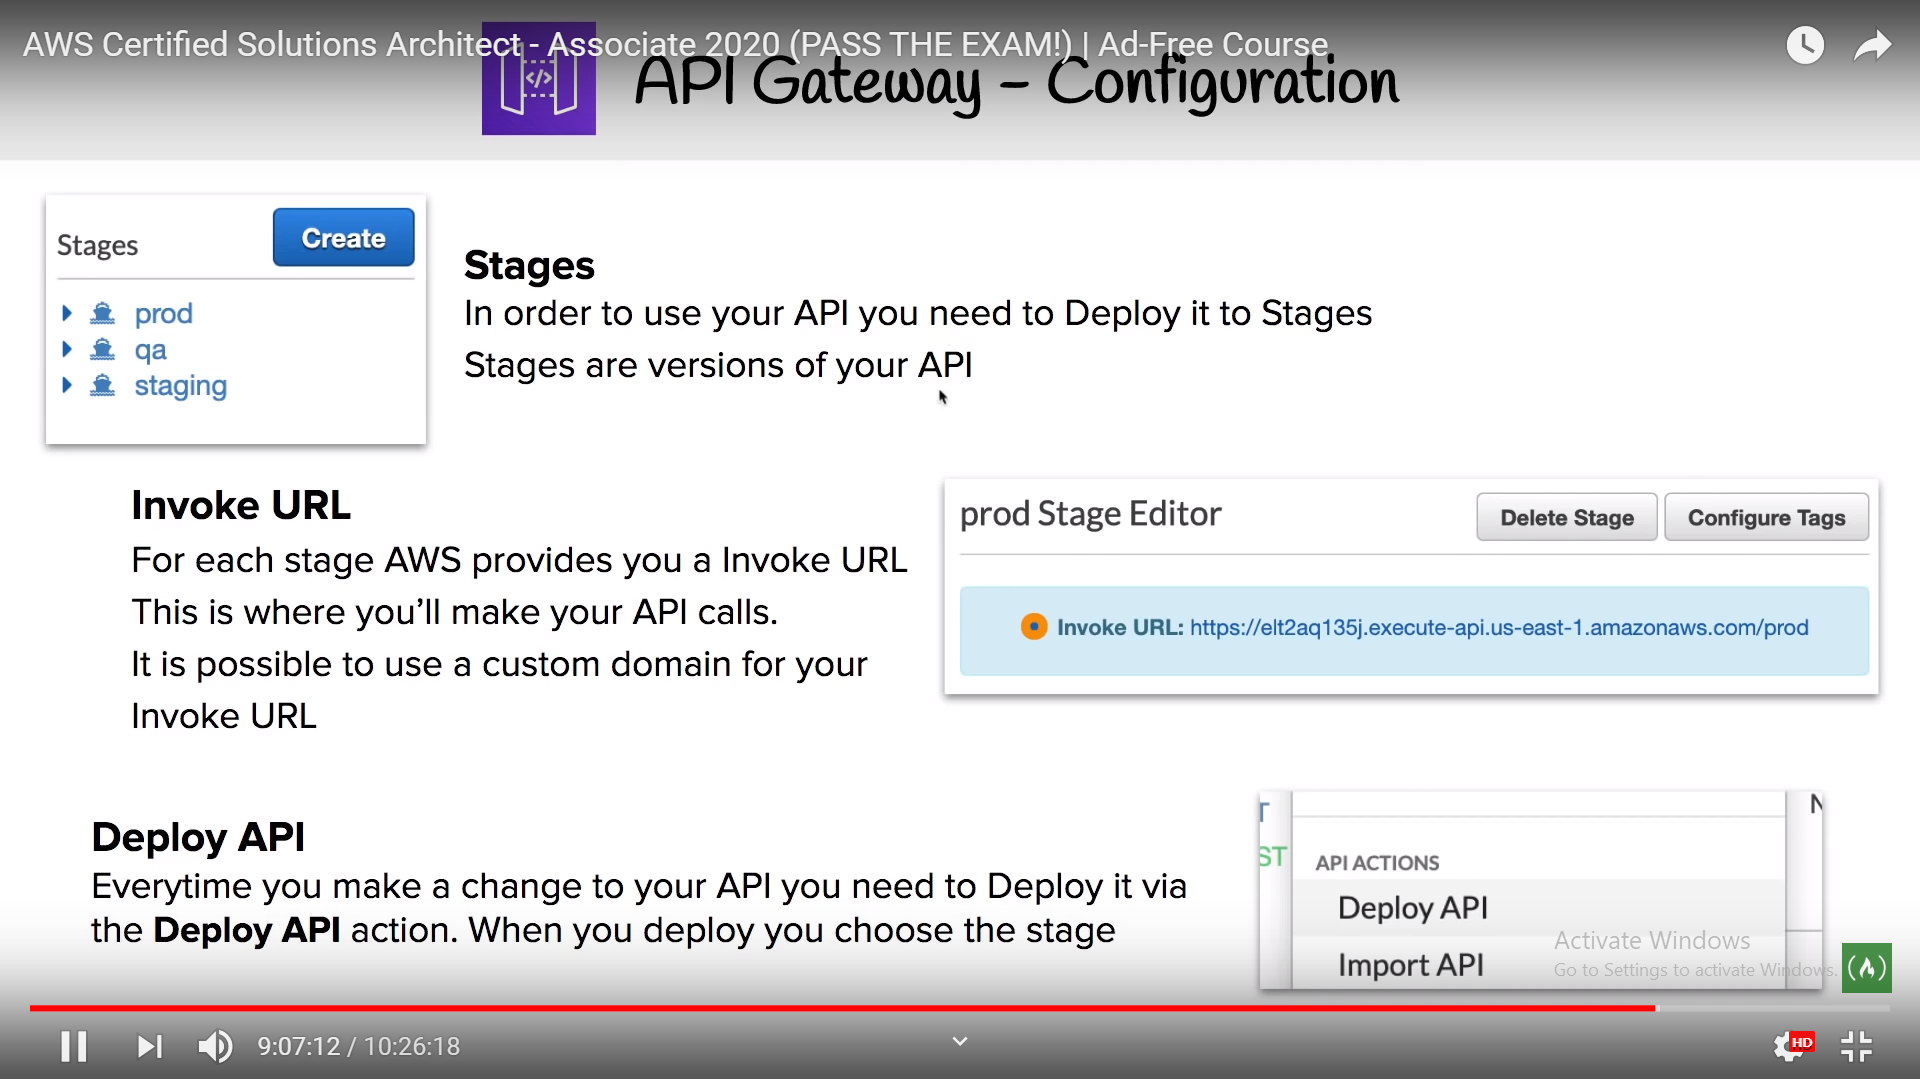 AWS Certified Solutions Architect - Associate 2020 (PASS THE EXAM!) | Ad-Free Course
</> API Gateway – Configuration
Stages
Create
prod
qa
staging
Stages
In order to use your API you need to Deploy it to Stages
Stages are versions of your API
Invoke URL
For each stage AWS provides you a Invoke URL
This is where you’ll make your API calls.
It is possible to use a custom domain for your
Invoke URL
prod Stage Editor
Delete Stage
Configure Tags
Invoke URL: https://elt2aq135j.execute-api.us-east-1.amazonaws.com/prod
Deploy API
Everytime you make a change to your API you need to Deploy it via
the Deploy API action. When you deploy you choose the stage
T
ST
N
API ACTIONS
Deploy API
Import API
Activate Windows
Go to Settings to activate Windows.
9:07:12 / 10:26:18
HD